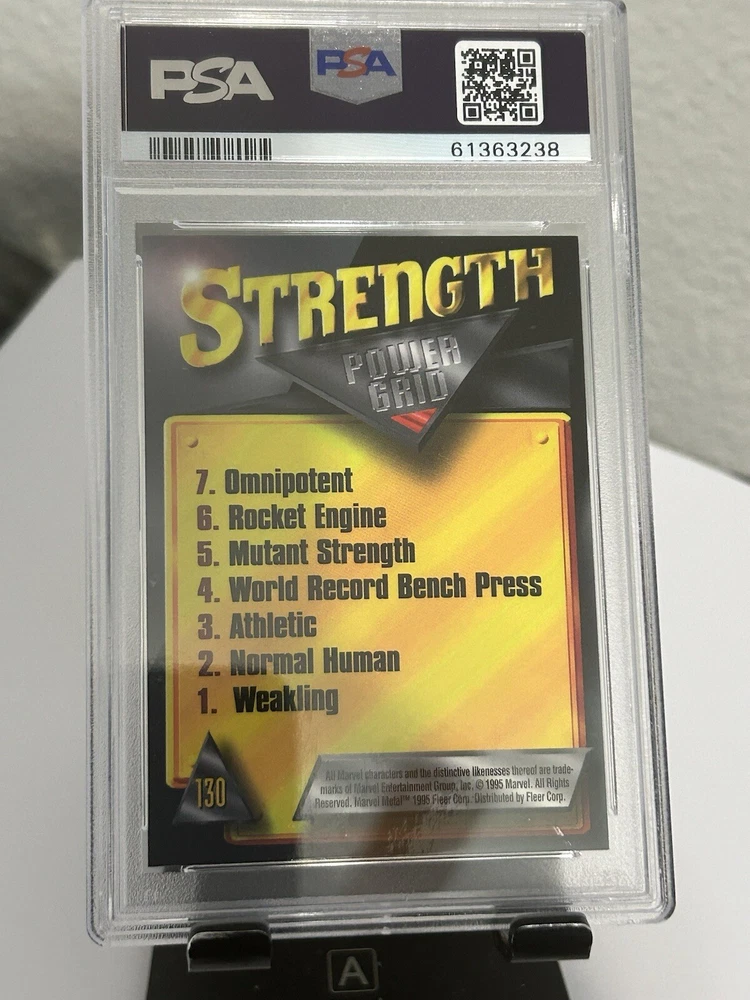 PSA PSA
61363238
STRENGTH
POWER
GRID
7. Omnipotent
6. Rocket Engine
5. Mutant Strength
4. World Record Bench Press
3. Athletic
2. Normal Human
1. Weakling
130
All Marvel characters and the distinctive likenesses thereof are trade-
marks of Marvel Entertainment Group, Inc. © 1995 Marvel. All Rights
Reserved. Marvel Metal™ 1995 Fleer Corp. Distributed by Fleer Corp.
A